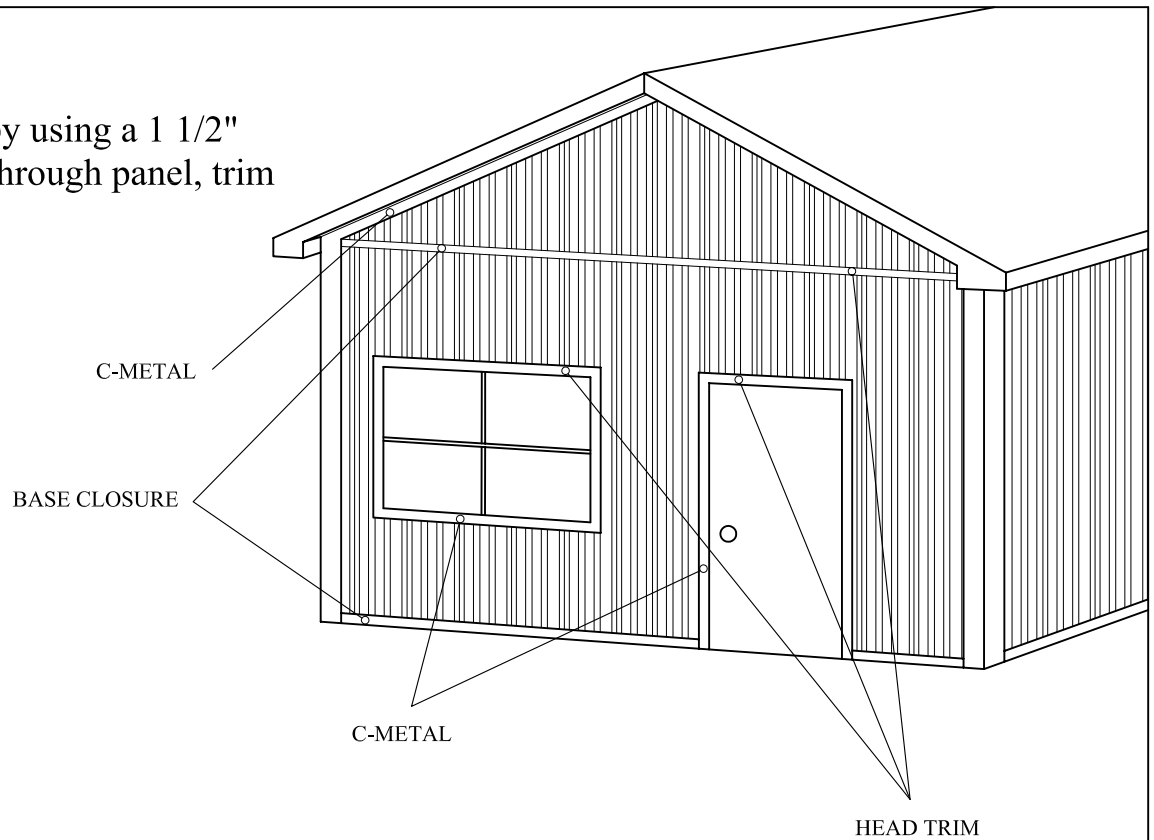 by using a 1 1/2"
through panel, trim
C-METAL
BASE CLOSURE
C-METAL
HEAD TRIM